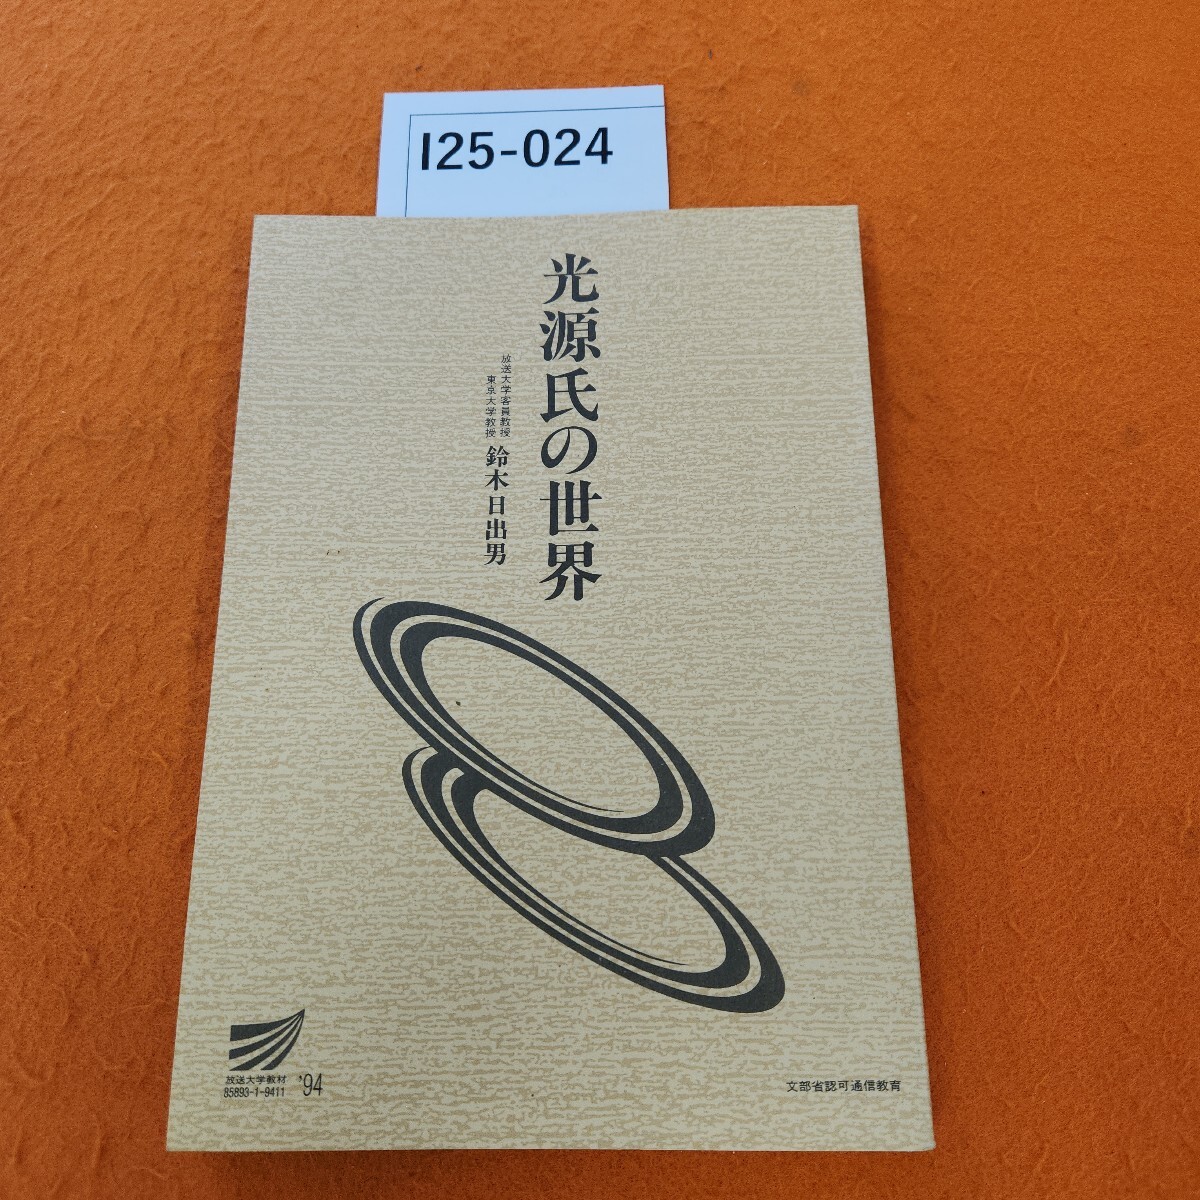 I25-024
光源氏の世界
放送大学客員教授
東京大学教授
鈴木日出男
放送大学教材
85893-1-9411
'94
文部省認可通信教育